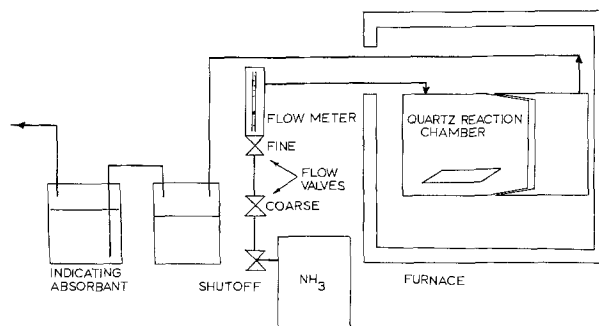 FLOW METER
FINE
FLOW
VALVES
COARSE
SHUTOFF
NH3
INDICATING
ABSORBANT
QUARTZ REACTION
CHAMBER
FURNACE